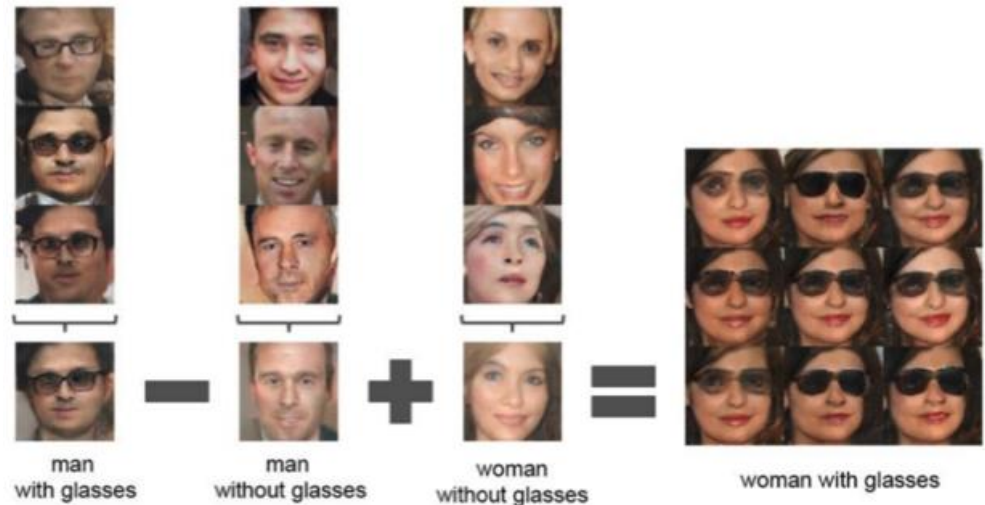 man
with glasses
man
without glasses
woman
without glasses
woman with glasses